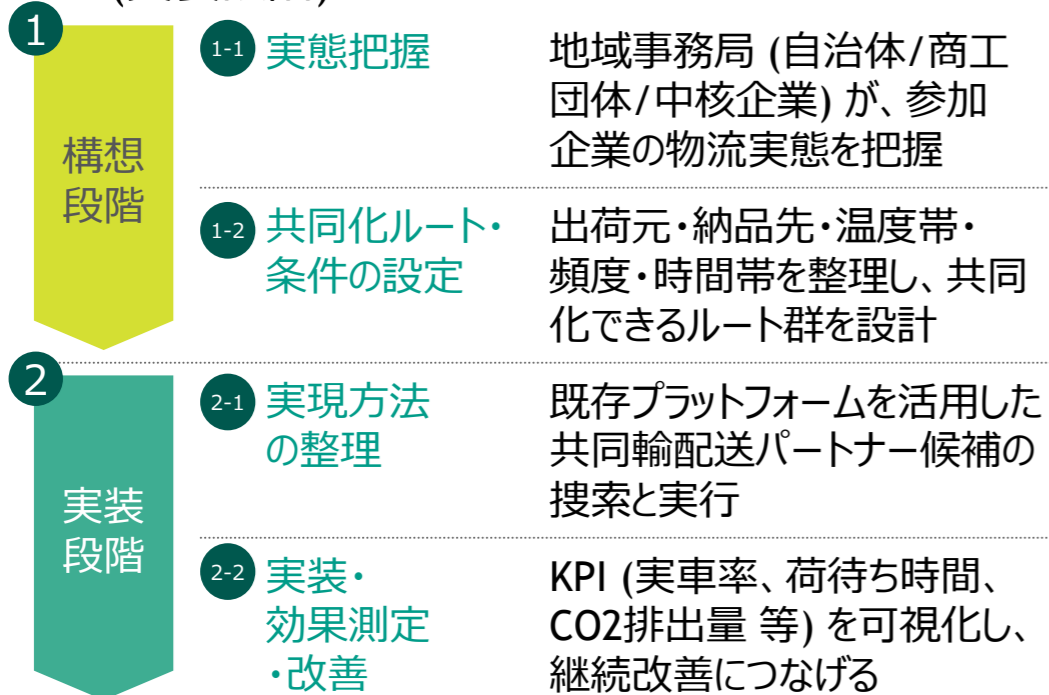 1
構想
段階
1-1 実態把握
地域事務局 (自治体/商工
団体/中核企業) が、参加
企業の物流実態を把握
1-2 共同化ルート・
条件の設定
出荷元・納品先・温度帯・
頻度・時間帯を整理し、共同
化できるルート群を設計
2
実装
段階
2-1 実現方法
の整理
既存プラットフォームを活用した
共同輸配送パートナー候補の
捜索と実行
2-2 実装・
効果測定
・改善
KPI (実車率、荷待ち時間、
CO2排出量 等) を可視化し、
継続改善につなげる